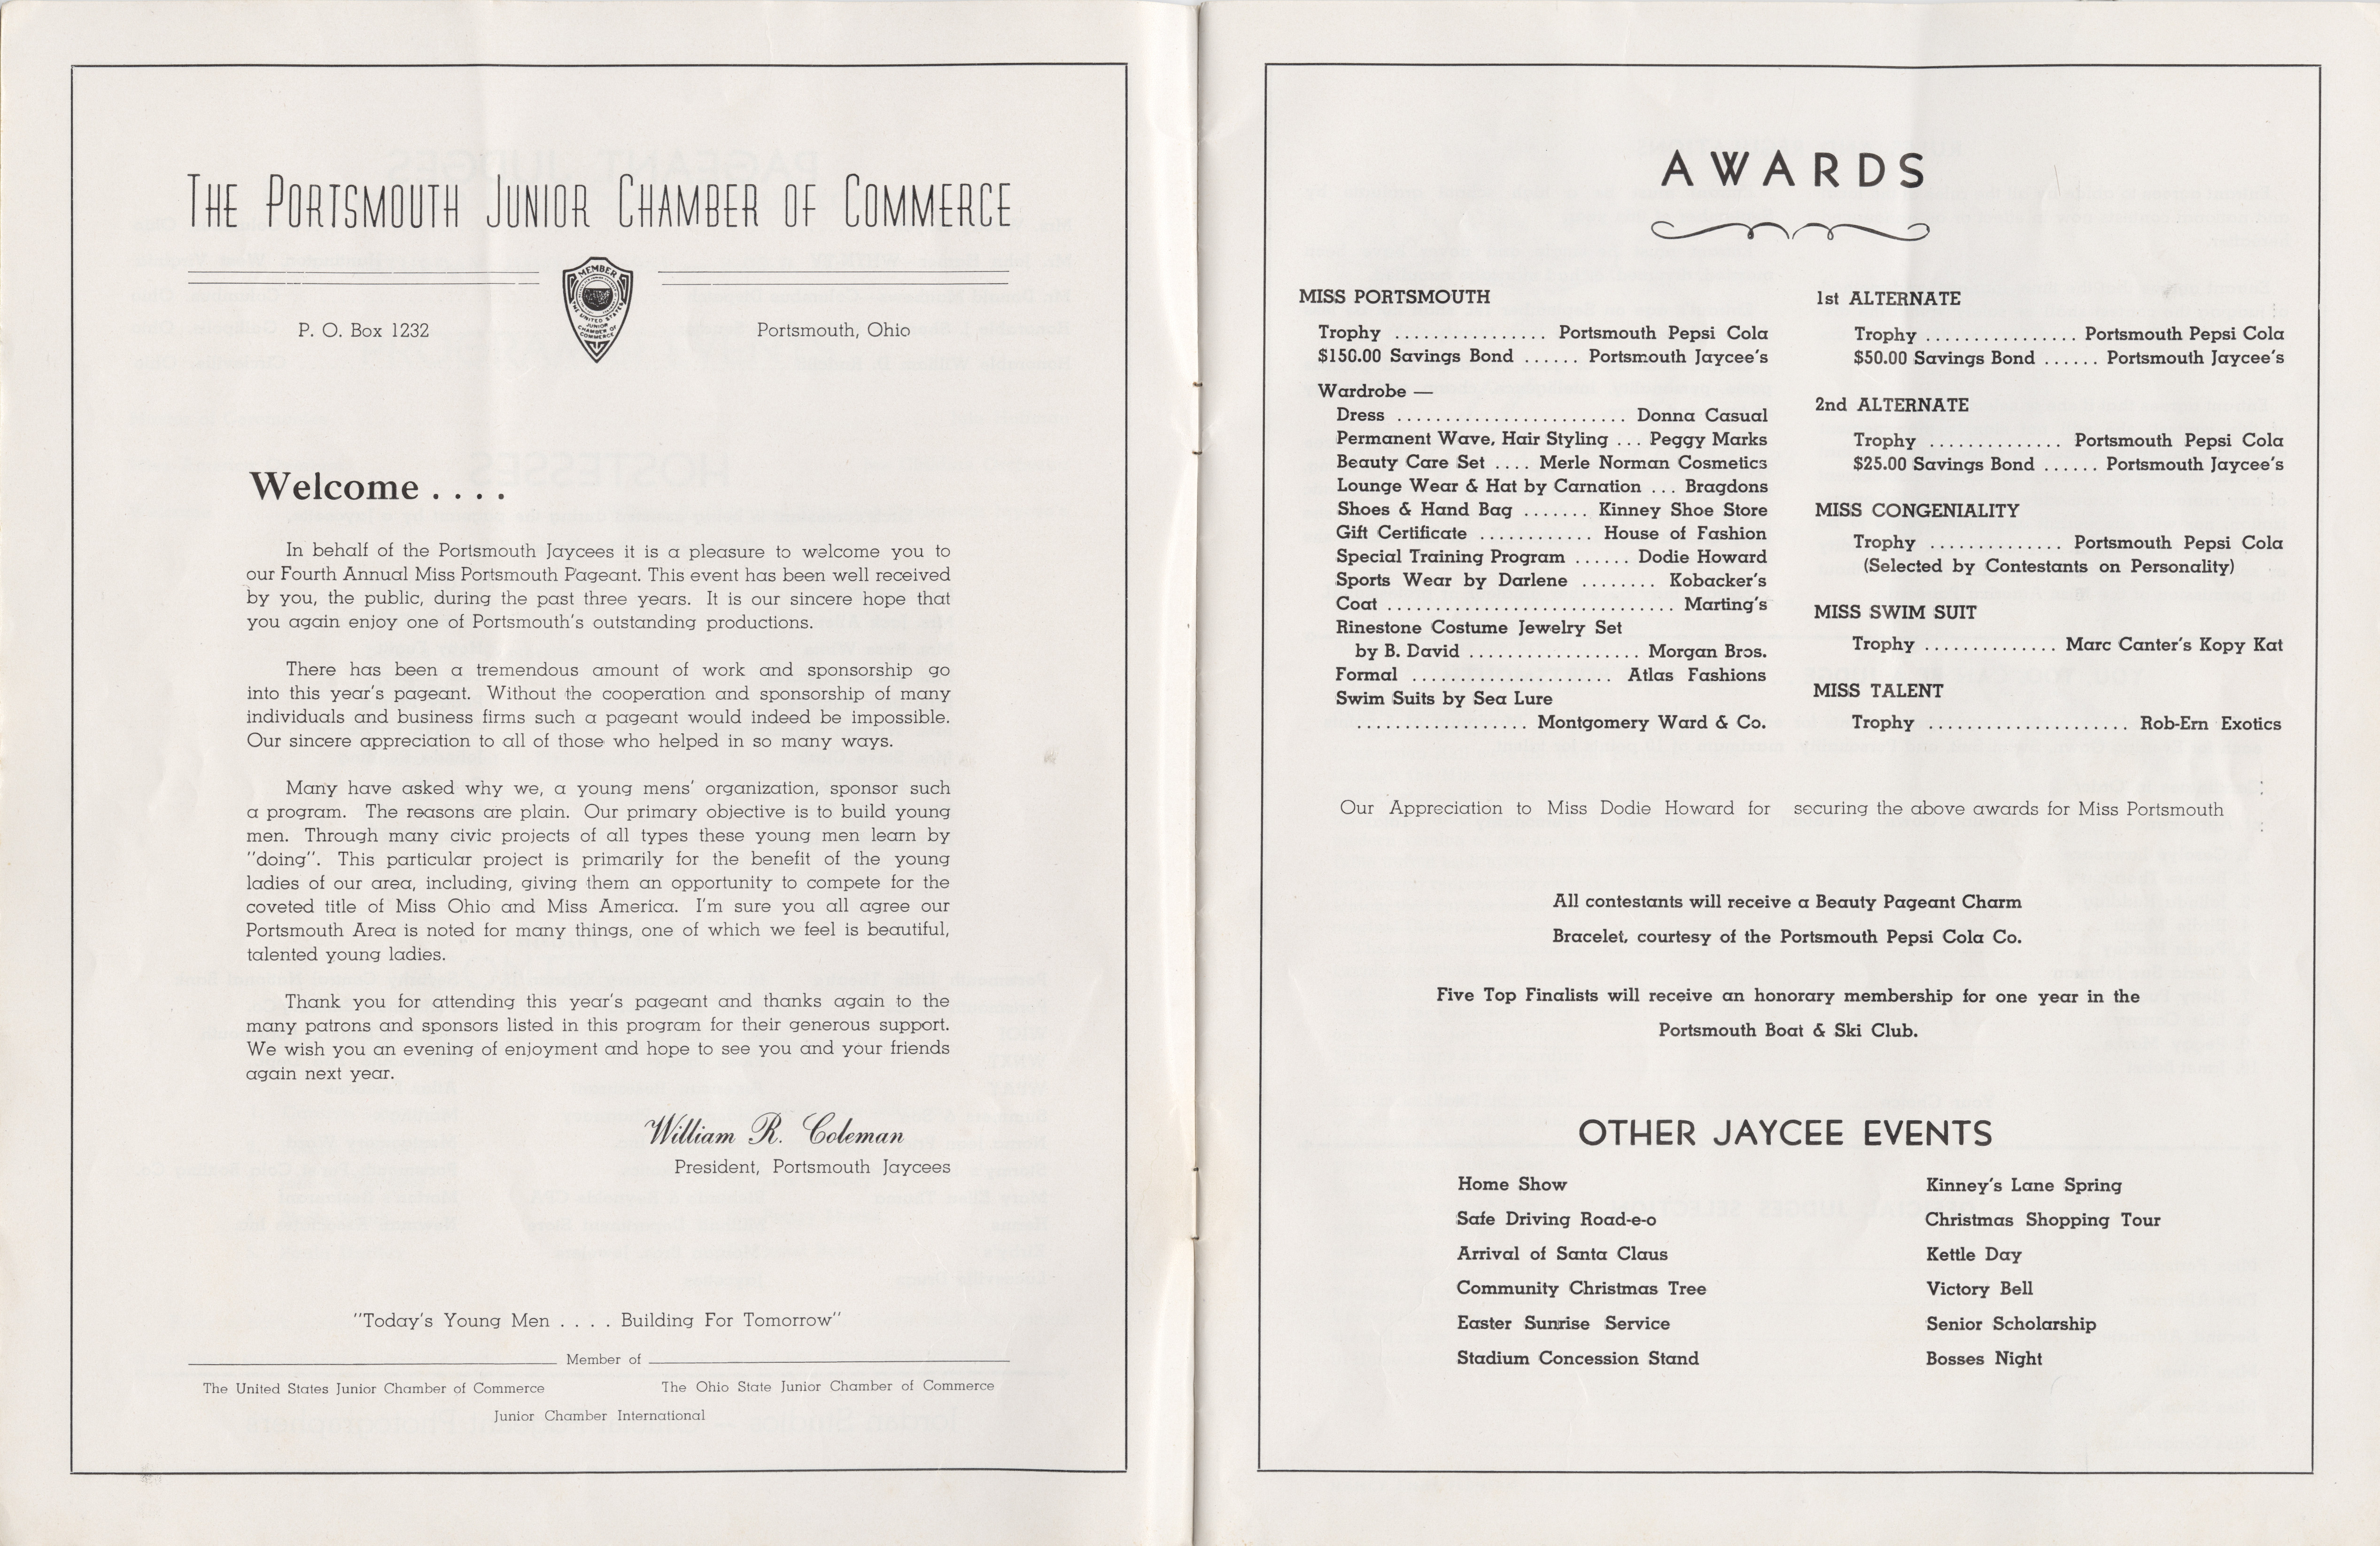 THE PORTSMOUTH JUNIOR CHAMBER OF COMMERCE
MEMBER
THE UNITED STATES
JUNIOR
CHAMBER OF
COMMERCE
P. O. Box 1232
Portsmouth, Ohio
Welcome . . . .
In behalf of the Portsmouth Jaycees it is a pleasure to welcome you to
our Fourth Annual Miss Portsmouth Pageant. This event has been well received
by you, the public, during the past three years. It is our sincere hope that
you again enjoy one of Portsmouth's outstanding productions.
There has been a tremendous amount of work and sponsorship go
into this year's pageant. Without the cooperation and sponsorship of many
individuals and business firms such a pageant would indeed be impossible.
Our sincere appreciation to all of those who helped in so many ways.
Many have asked why we, a young mens' organization, sponsor such
a program. The reasons are plain. Our primary objective is to build young
men. Through many civic projects of all types these young men learn by
"doing". This particular project is primarily for the benefit of the young
ladies of our area, including, giving them an opportunity to compete for the
coveted title of Miss Ohio and Miss America. I'm sure you all agree our
Portsmouth Area is noted for many things, one of which we feel is beautiful,
talented young ladies.
Thank you for attending this year's pageant and thanks again to the
many patrons and sponsors listed in this program for their generous support.
We wish you an evening of enjoyment and hope to see you and your friends
again next year.
William R. Coleman
President, Portsmouth Jaycees
"Today's Young Men . . . . Building For Tomorrow"
Member of
The United States Junior Chamber of Commerce
The Ohio State Junior Chamber of Commerce
Junior Chamber International
AWARDS
MISS PORTSMOUTH
Trophy ................ Portsmouth Pepsi Cola
$150.00 Savings Bond ...... Portsmouth Jaycee's
Wardrobe —
Dress ....................... Donna Casual
Permanent Wave, Hair Styling ... Peggy Marks
Beauty Care Set .... Merle Norman Cosmetics
Lounge Wear & Hat by Carnation ... Bragdons
Shoes & Hand Bag ....... Kinney Shoe Store
Gift Certificate ............ House of Fashion
Special Training Program ...... Dodie Howard
Sports Wear by Darlene ........ Kobacker's
Coat ............................. Marting's
Rinestone Costume Jewelry Set
by B. David .................. Morgan Bros.
Formal ..................... Atlas Fashions
Swim Suits by Sea Lure
.................. Montgomery Ward & Co.
1st ALTERNATE
Trophy ................ Portsmouth Pepsi Cola
$50.00 Savings Bond ...... Portsmouth Jaycee's
2nd ALTERNATE
Trophy .............. Portsmouth Pepsi Cola
$25.00 Savings Bond ...... Portsmouth Jaycee's
MISS CONGENIALITY
Trophy .............. Portsmouth Pepsi Cola
(Selected by Contestants on Personality)
MISS SWIM SUIT
Trophy .............. Marc Canter's Kopy Kat
MISS TALENT
Trophy ..................... Rob-Ern Exotics
Our Appreciation to Miss Dodie Howard for securing the above awards for Miss Portsmouth
All contestants will receive a Beauty Pageant Charm
Bracelet, courtesy of the Portsmouth Pepsi Cola Co.
Five Top Finalists will receive an honorary membership for one year in the
Portsmouth Boat & Ski Club.
OTHER JAYCEE EVENTS
Home Show
Safe Driving Road-e-o
Arrival of Santa Claus
Community Christmas Tree
Easter Sunrise Service
Stadium Concession Stand
Kinney's Lane Spring
Christmas Shopping Tour
Kettle Day
Victory Bell
Senior Scholarship
Bosses Night